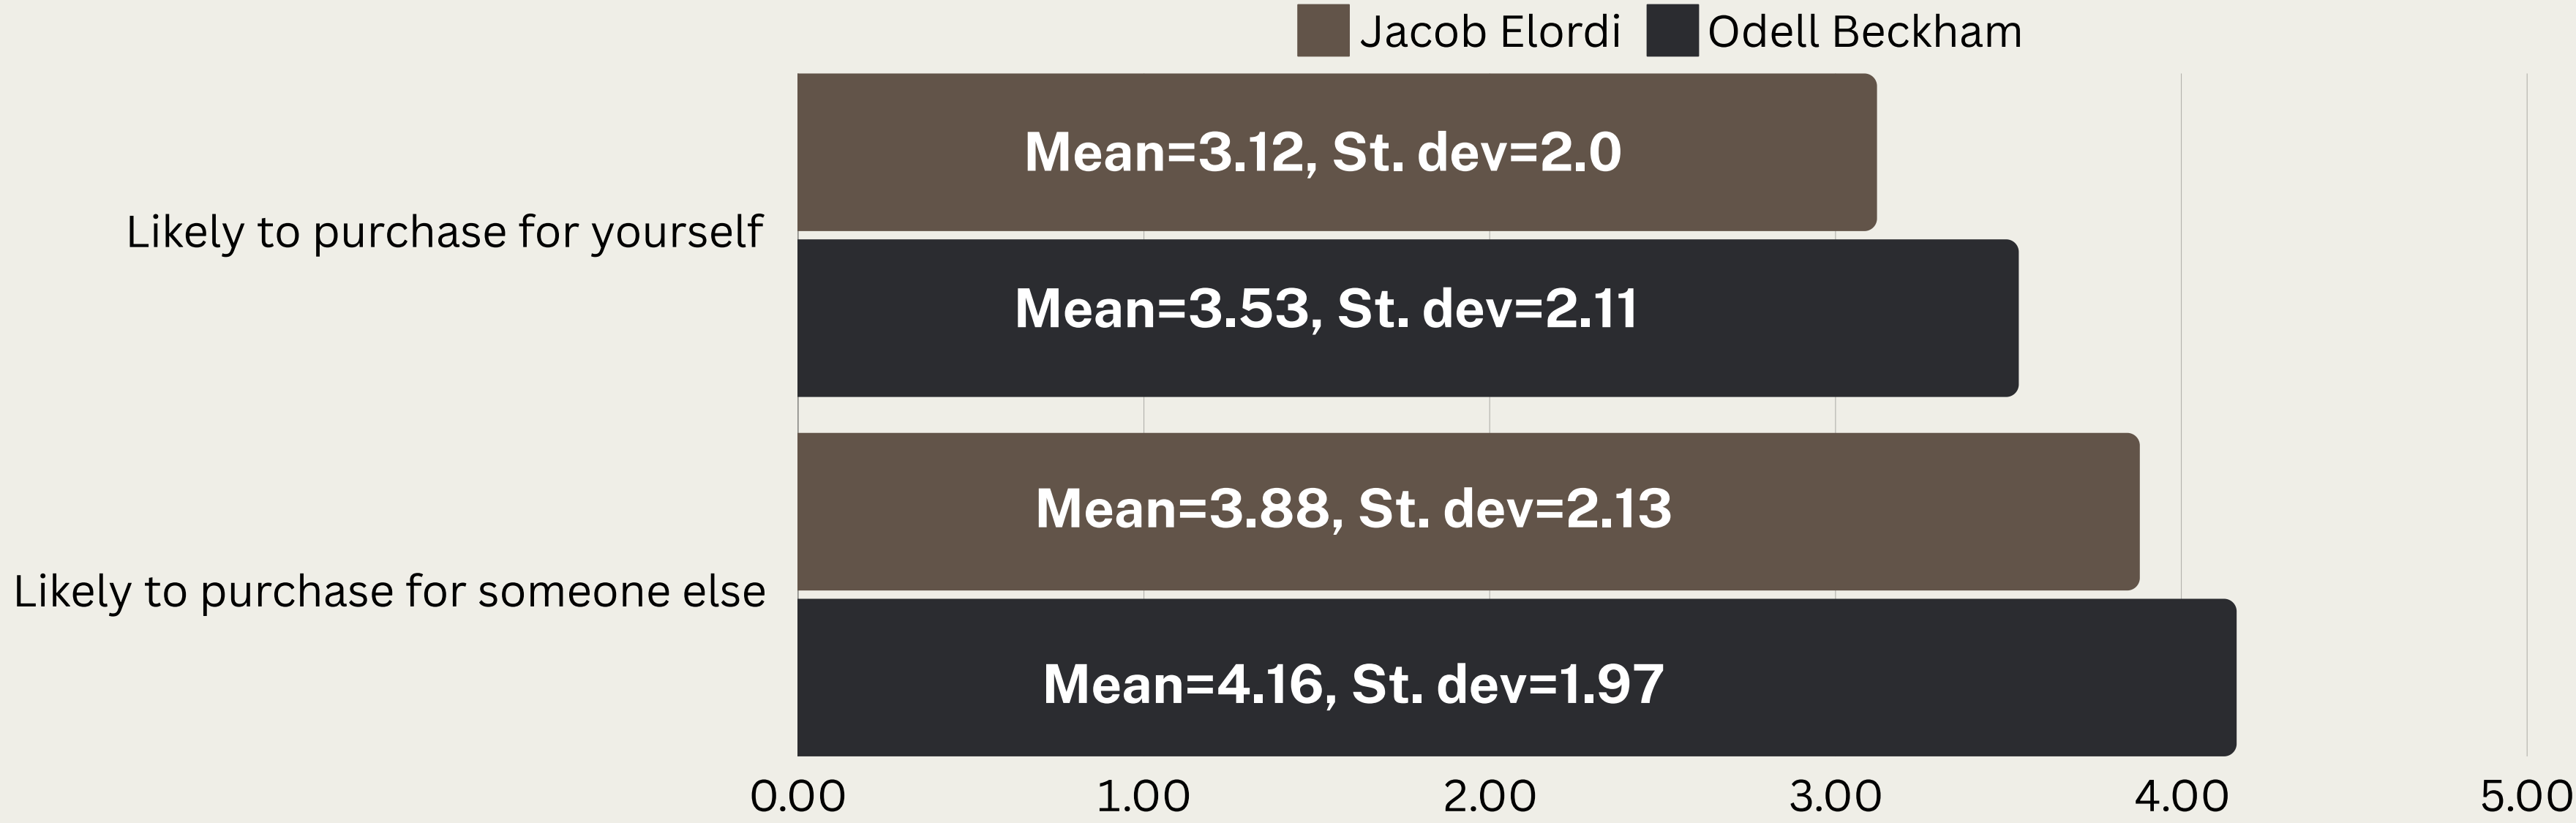 Jacob Elordi Odell Beckham
Mean=3.12, St. dev=2.0
Likely to purchase for yourself
Mean=3.53, St. dev=2.11
Mean=3.88, St. dev=2.13
Likely to purchase for someone else
Mean=4.16, St. dev=1.97
0.00 1.00 2.00 3.00 4.00 5.00